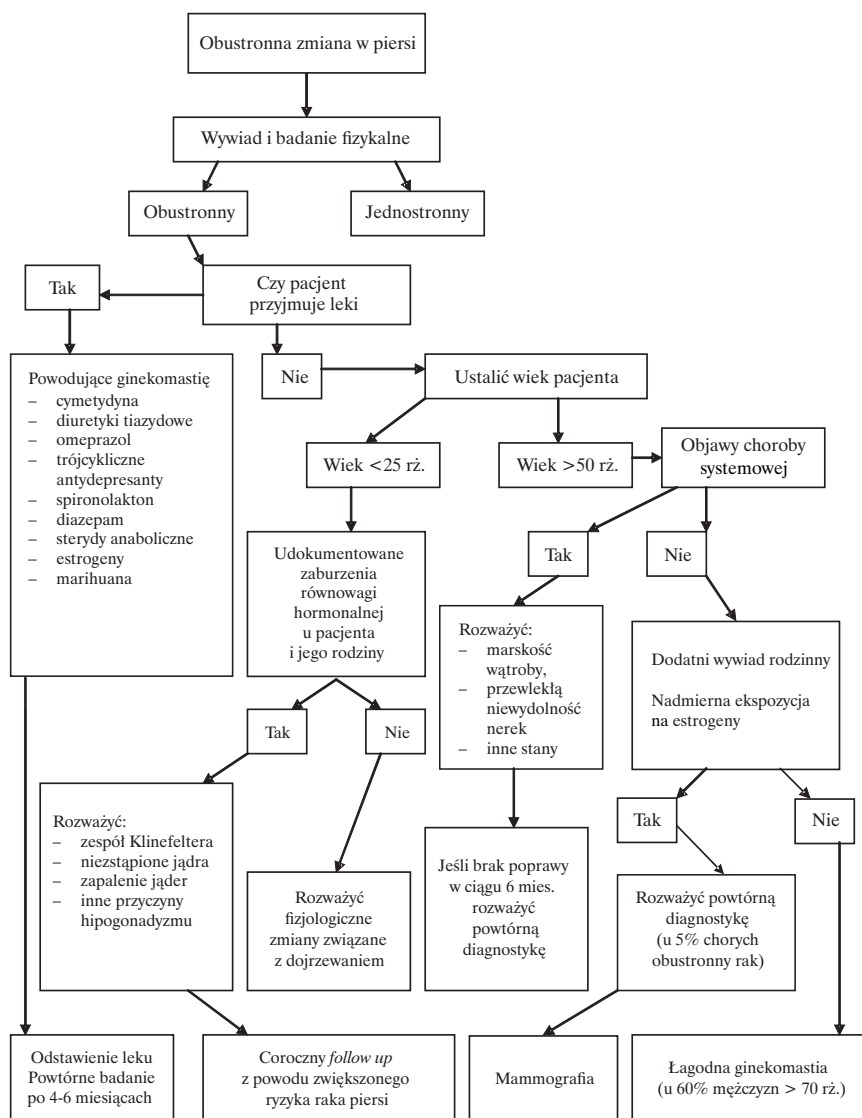 Obustronna zmiana w piersi
Wywiad i badanie fizykalne
Obustronny
Jednostronny
Tak
Czy pacjent
przyjmuje leki
Powodujące ginekomastię
– cymetydyna
– diuretyki tiazydowe
– omeprazol
– trójcykliczne
antydepresanty
– spironolakton
– diazepam
– sterydy anaboliczne
– estrogeny
– marihuana
Nie
Ustalić wiek pacjenta
Wiek <25 rż.
Wiek >50 rż.
Objawy choroby
systemowej
Udokumentowane
zaburzenia
równowagi
hormonalnej
u pacjenta
i jego rodziny
Tak
Nie
Rozważyć:
– marskość
wątroby,
– przewlekłą
niewydolność
nerek
– inne stany
Dodatni wywiad rodzinny
Nadmierna ekspozycja
na estrogeny
Tak
Nie
Tak
Nie
Rozważyć:
– zespół Klinefeltera
– niezstąpione jądra
– zapalenie jąder
– inne przyczyny
hipogonadyzmu
Rozważyć
fizjologiczne
zmiany związane
z dojrzewaniem
Jeśli brak poprawy
w ciągu 6 mies.
rozważyć
powtórną
diagnostykę
Rozważyć powtórną
diagnostykę
(u 5% chorych
obustronny rak)
Odstawienie leku
Powtórne badanie
po 4-6 miesiącach
Coroczny follow up
z powodu zwiększonego
ryzyka raka piersi
Mammografia
Łagodna ginekomastia
(u 60% mężczyzn > 70 rż.)